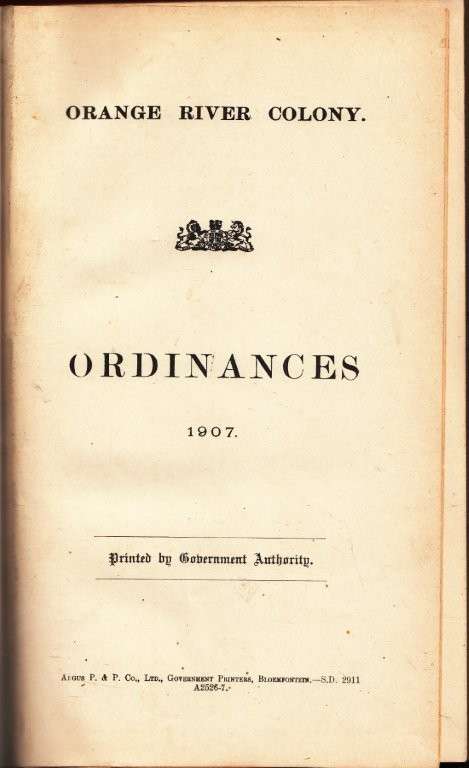 ORANGE RIVER COLONY.
ORDINANCES
1907.
Printed by Government Authority.
ARGUS P. & P. CO., LTD., GOVERNMENT PRINTERS, BLOEMFONTEIN.—S.D. 2911
A2526-7.